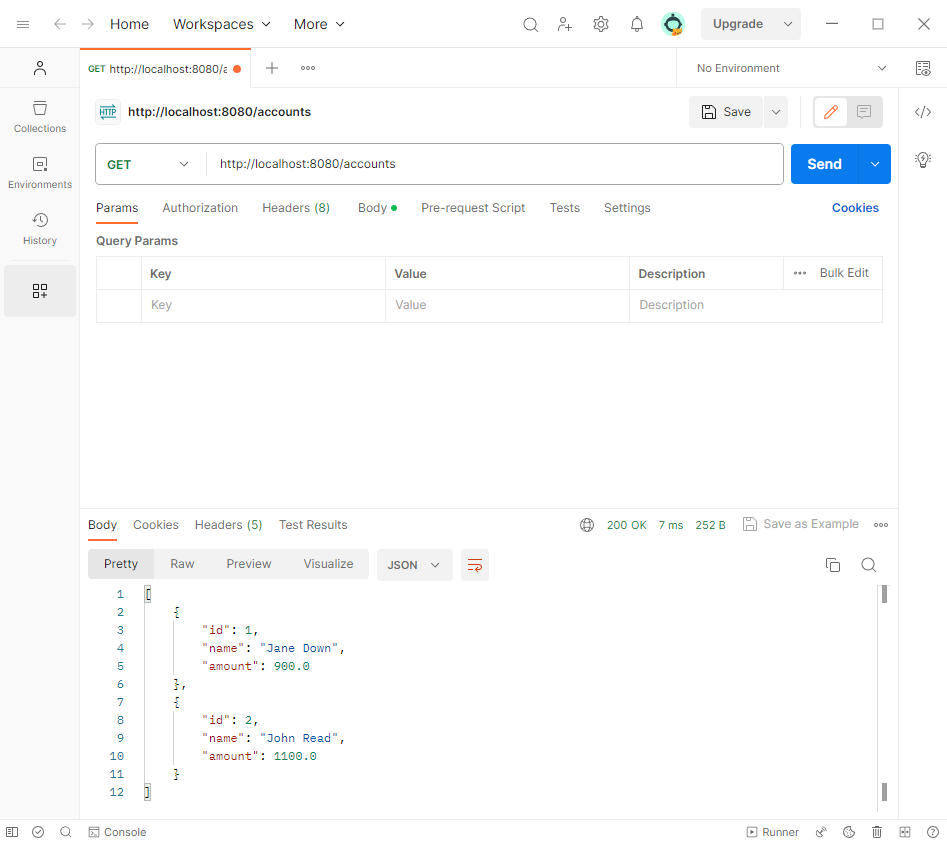 Home Workspaces More Upgrade
GET http://localhost:8080/a No Environment
HTTP http://localhost:8080/accounts Save
Collections
GET http://localhost:8080/accounts Send
Environments
Params Authorization Headers (8) Body Pre-request Script Tests Settings Cookies
History
Query Params
Key Value Description ••• Bulk Edit
Key Value Description
Body Cookies Headers (5) Test Results 200 OK 7 ms 252 B Save as Example
Pretty Raw Preview Visualize JSON
1 [
2 {
3 "id": 1,
4 "name": "Jane Down",
5 "amount": 900.0
6 },
7 {
8 "id": 2,
9 "name": "John Read",
10 "amount": 1100.0
11 }
12 ]
Console Runner